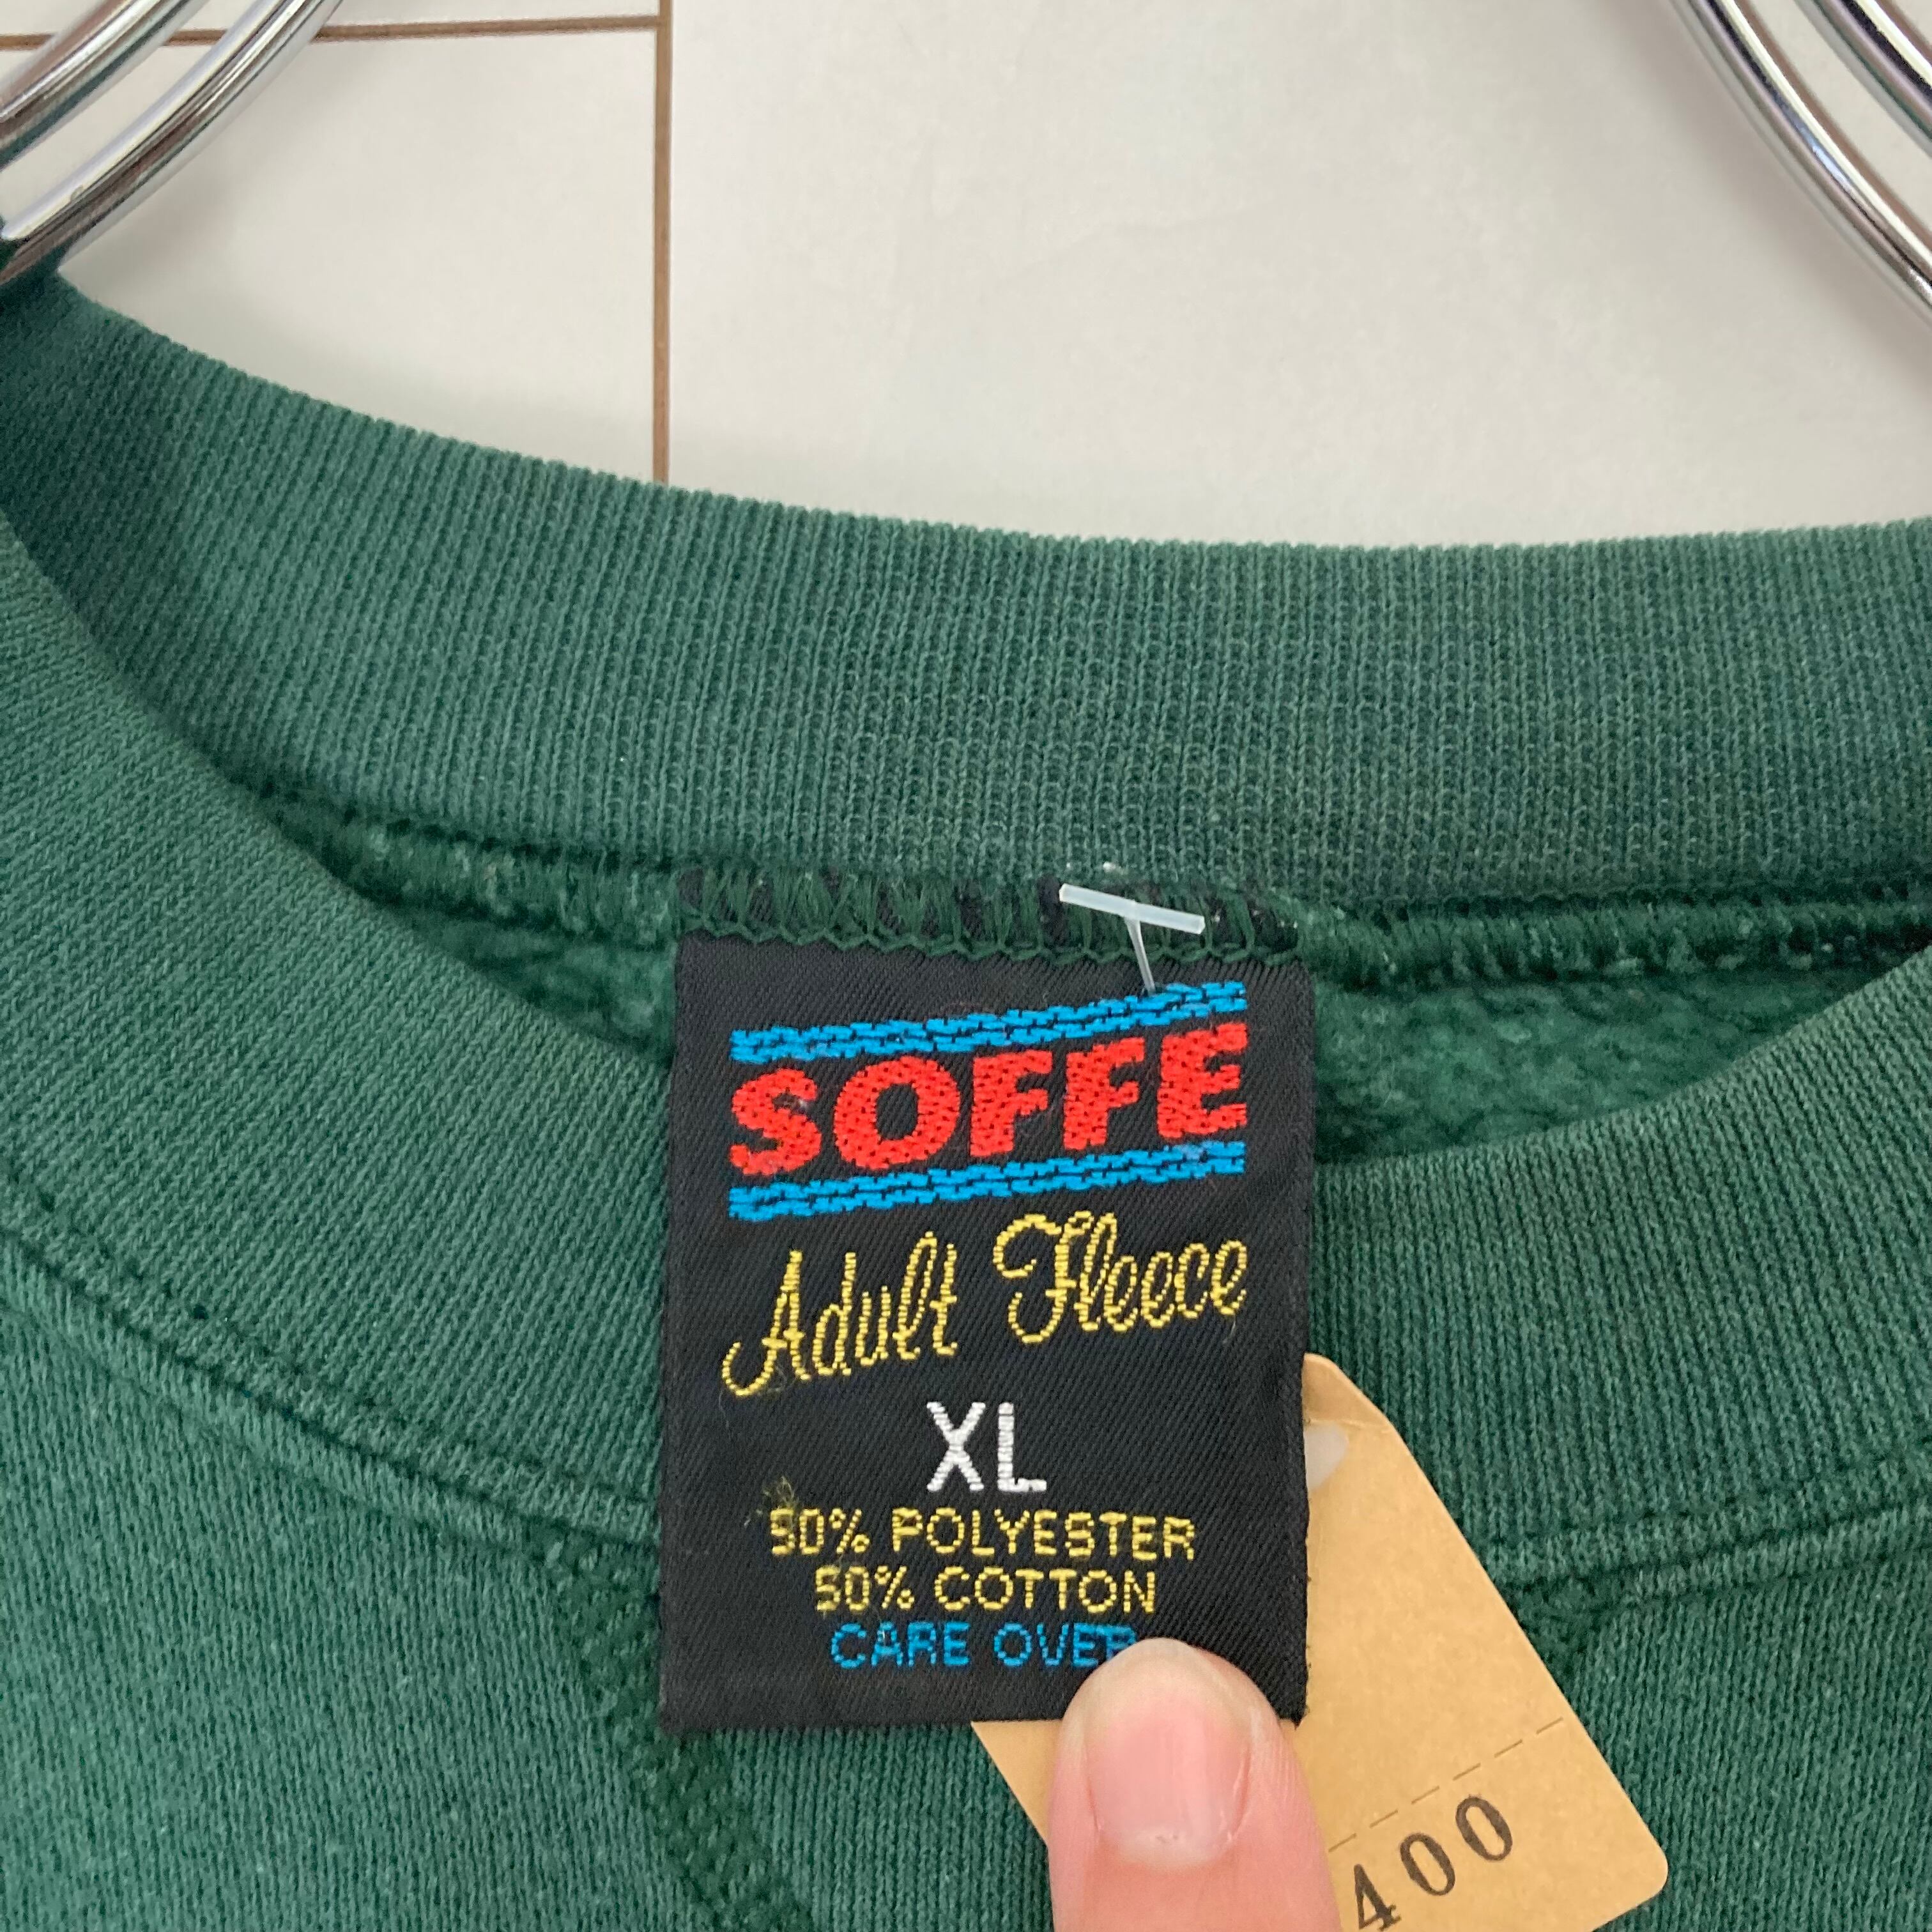 SOFFE
Adult Fleece
XL
50% POLYESTER
50% COTTON
CARE OVER
400